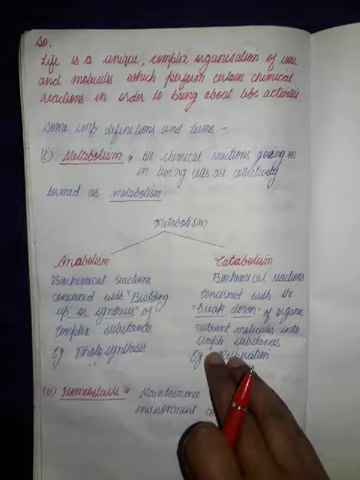 So,
Life is a unique, complex organisation of
and molecules which perform certain chemical
reactions in order to bring about life activities
Some imp definitions and terms -
(i) Metabolism → All chemical reactions going on
in living cells are collectively
termed as metabolism.
Metabolism
Anabolism
Biochemical reactions
concerned with "Building
up or synthesis" of
Complex substances
Eg Photosynthesis
Catabolism
Biochemical reactions
concerned with the
"break down" of organic
nutrient molecules into
simple substances
Eg Respiration
Homeostasis → Maintainence
environment